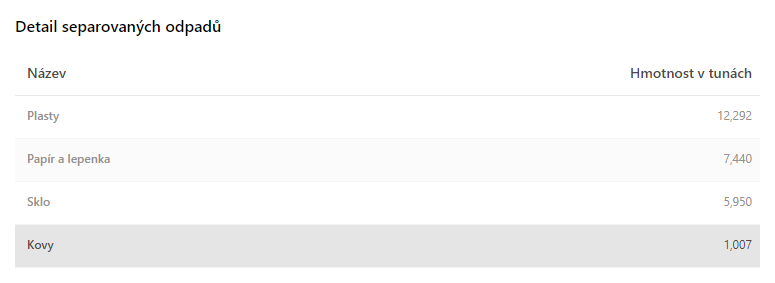 Detail separovaných odpadů
Název Hmotnost v tunách
Plasty 12,292
Papír a lepenka 7,440
Sklo 5,950
Kovy 1,007